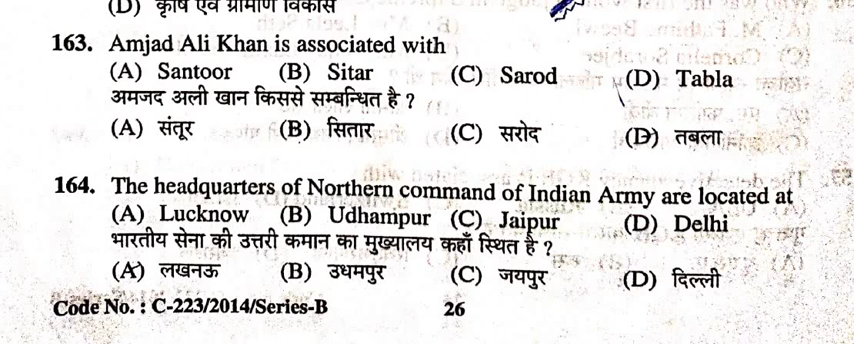 (D) कृषि एवं ग्रामीण विकास
163. Amjad Ali Khan is associated with
(A) Santoor (B) Sitar (C) Sarod (D) Tabla
अमजद अली खान किससे सम्बन्धित है ?
(A) संतूर (B) सितार (C) सरोद (D) तबला
164. The headquarters of Northern command of Indian Army are located at
(A) Lucknow (B) Udhampur (C) Jaipur (D) Delhi
भारतीय सेना की उत्तरी कमान का मुख्यालय कहाँ स्थित है ?
(A) लखनऊ (B) उधमपुर (C) जयपुर (D) दिल्ली
Code No. : C-223/2014/Series-B 26